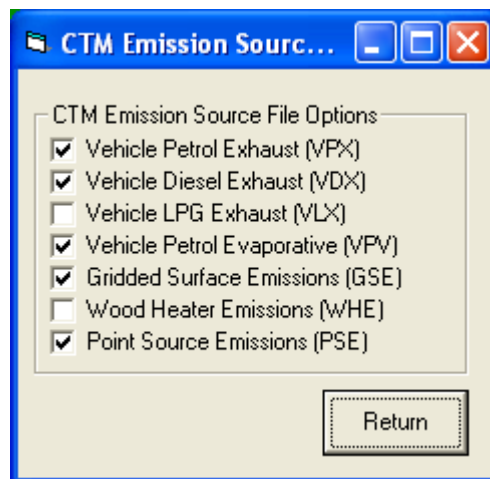 CTM Emission Sourc...
CTM Emission Source File Options
Vehicle Petrol Exhaust (VPX)
Vehicle Diesel Exhaust (VDX)
Vehicle LPG Exhaust (VLX)
Vehicle Petrol Evaporative (VPV)
Gridded Surface Emissions (GSE)
Wood Heater Emissions (WHE)
Point Source Emissions (PSE)
Return